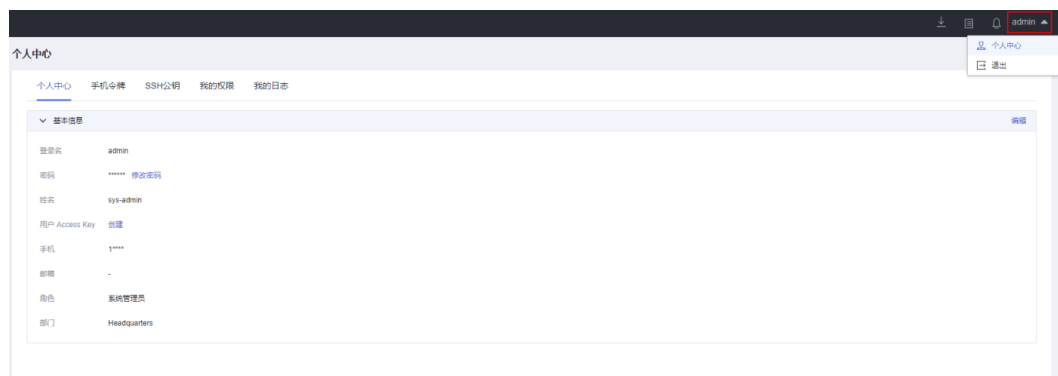 admin
个人中心
退出
个人中心
个人中心 手机令牌 SSH公钥 我的权限 我的日志
基本信息 编辑
登录名 admin
密码 ****** 修改密码
姓名 sys-admin
用户 Access Key 创建
手机 1****
邮箱 -
角色 系统管理员
部门 Headquarters